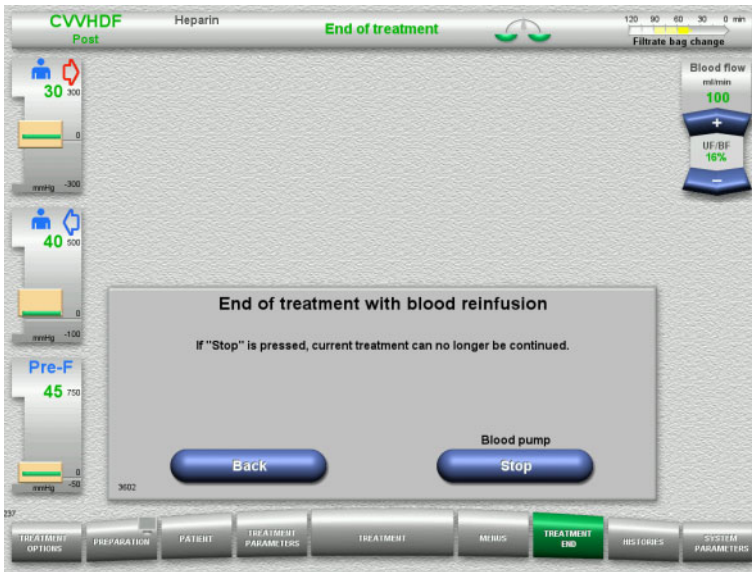 CVVHDF
Post
Heparin
End of treatment
120 90 60 30 0 min
Filtrate bag change
30
300
0
mmHg -300
40
500
0
mmHg -100
Pre-F
45
750
0
mmHg -50
Blood flow
ml/min
100
+
UF/BF
16%
–
End of treatment with blood reinfusion
If "Stop" is pressed, current treatment can no longer be continued.
Blood pump
Back
Stop
3602
237
TREATMENT
OPTIONS
PREPARATION
PATIENT
TREATMENT
PARAMETERS
TREATMENT
MENUS
TREATMENT
END
HISTORIES
SYSTEM
PARAMETERS